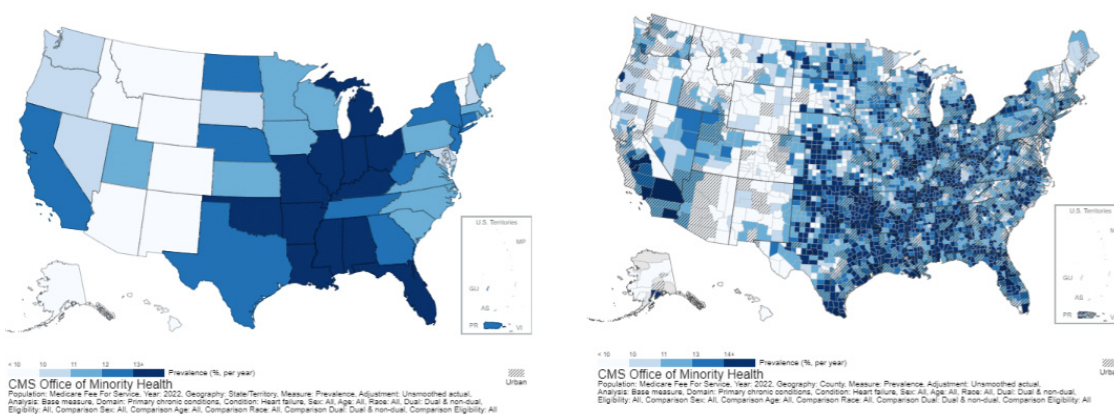 U.S. Territories
MP
GU
AS
PR
VI
< 10 10 11 12 13+
Prevalence (%, per year)
Urban
CMS Office of Minority Health
Population: Medicare Fee For Service, Year: 2022, Geography: State/Territory, Measure: Prevalence, Adjustment: Unsmoothed actual,
Analysis: Base measure, Domain: Primary chronic conditions, Condition: Heart failure, Sex: All, Age: All, Race: All, Dual: Dual & non-dual,
Eligibility: All, Comparison Sex: All, Comparison Age: All, Comparison Race: All, Comparison Dual: Dual & non-dual, Comparison Eligibility: All
U.S. Territories
GU
AS
PR
< 10 10 11 13 14+
Prevalence (%, per year)
Urban
CMS Office of Minority Health
Population: Medicare Fee For Service, Year: 2022, Geography: County, Measure: Prevalence, Adjustment: Unsmoothed actual,
Analysis: Base measure, Domain: Primary chronic conditions, Condition: Heart failure, Sex: All, Age: All, Race: All, Dual: Dual & non-dual,
Eligibility: All, Comparison Sex: All, Comparison Age: All, Comparison Race: All, Comparison Dual: Dual & non-dual, Comparison Eligibility: All